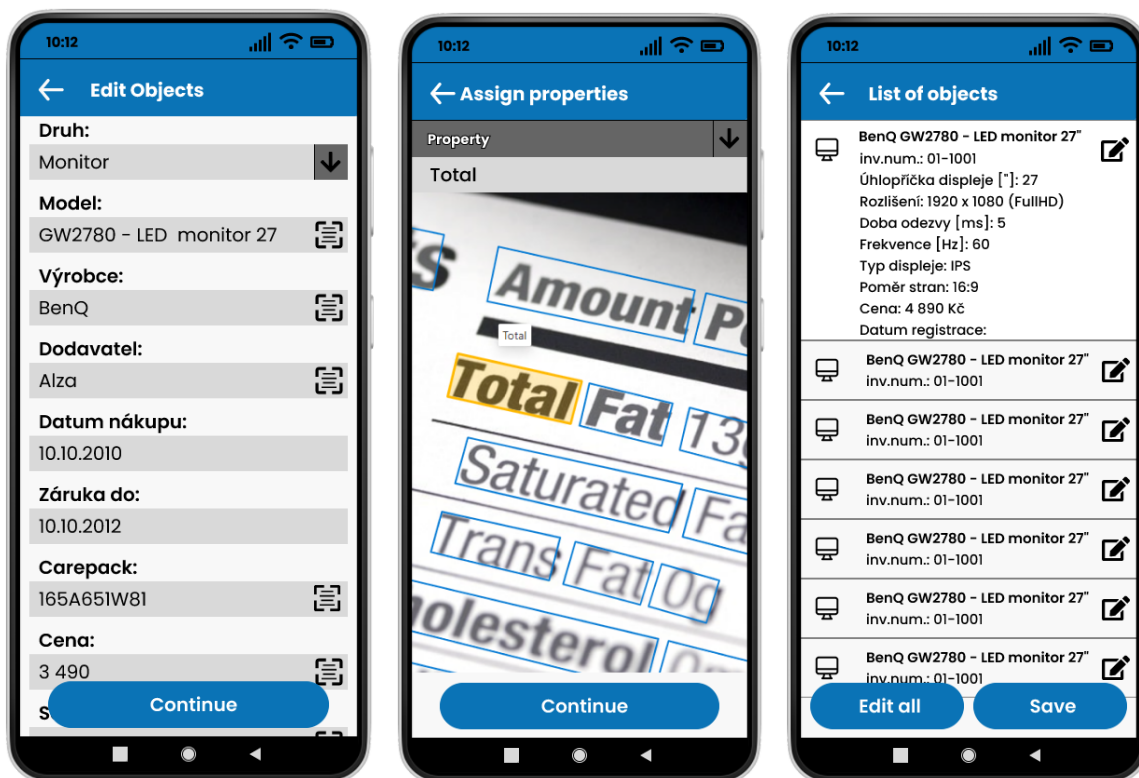 10:12
Edit Objects
Druh:
Monitor
Model:
GW2780 - LED monitor 27
Výrobce:
BenQ
Dodavatel:
Alza
Datum nákupu:
10.10.2010
Záruka do:
10.10.2012
Carepack:
165A651W81
Cena:
3 490
S
Continue
10:12
Assign properties
Property
Total
Amount
Total
Total Fat 13g
Saturated Fa
Trans Fat 0g
olesterol 0m
Continue
10:12
List of objects
BenQ GW2780 - LED monitor 27"
inv.num.: 01-1001
Úhlopříčka displeje ["]: 27
Rozlišení: 1920 x 1080 (FullHD)
Doba odezvy [ms]: 5
Frekvence [Hz]: 60
Typ displeje: IPS
Poměr stran: 16:9
Cena: 4 890 Kč
Datum registrace:
BenQ GW2780 - LED monitor 27"
inv.num.: 01-1001
BenQ GW2780 - LED monitor 27"
inv.num.: 01-1001
BenQ GW2780 - LED monitor 27"
inv.num.: 01-1001
BenQ GW2780 - LED monitor 27"
inv.num.: 01-1001
BenQ GW2780 - LED monitor 27"
inv.num.: 01-1001
BenQ GW2780 - LED monitor 27"
inv.num.: 01-1001
Edit all
Save